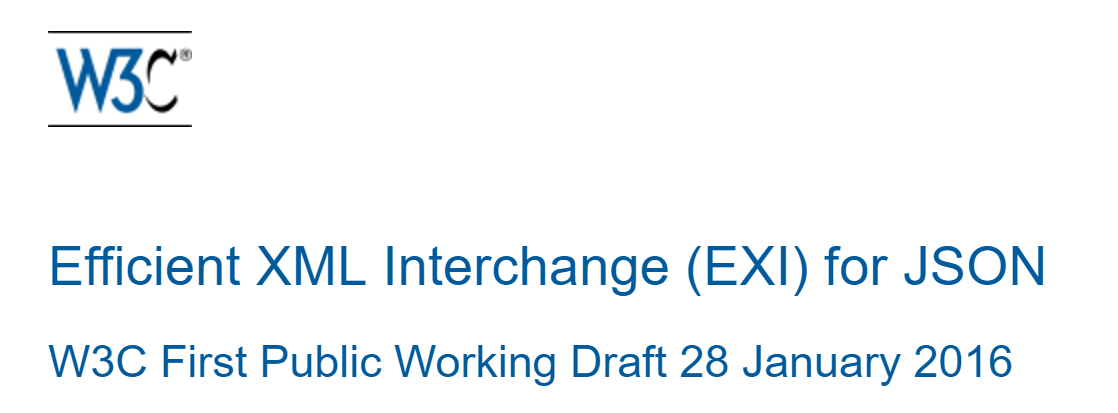 W3C®
Efficient XML Interchange (EXI) for JSON
W3C First Public Working Draft 28 January 2016